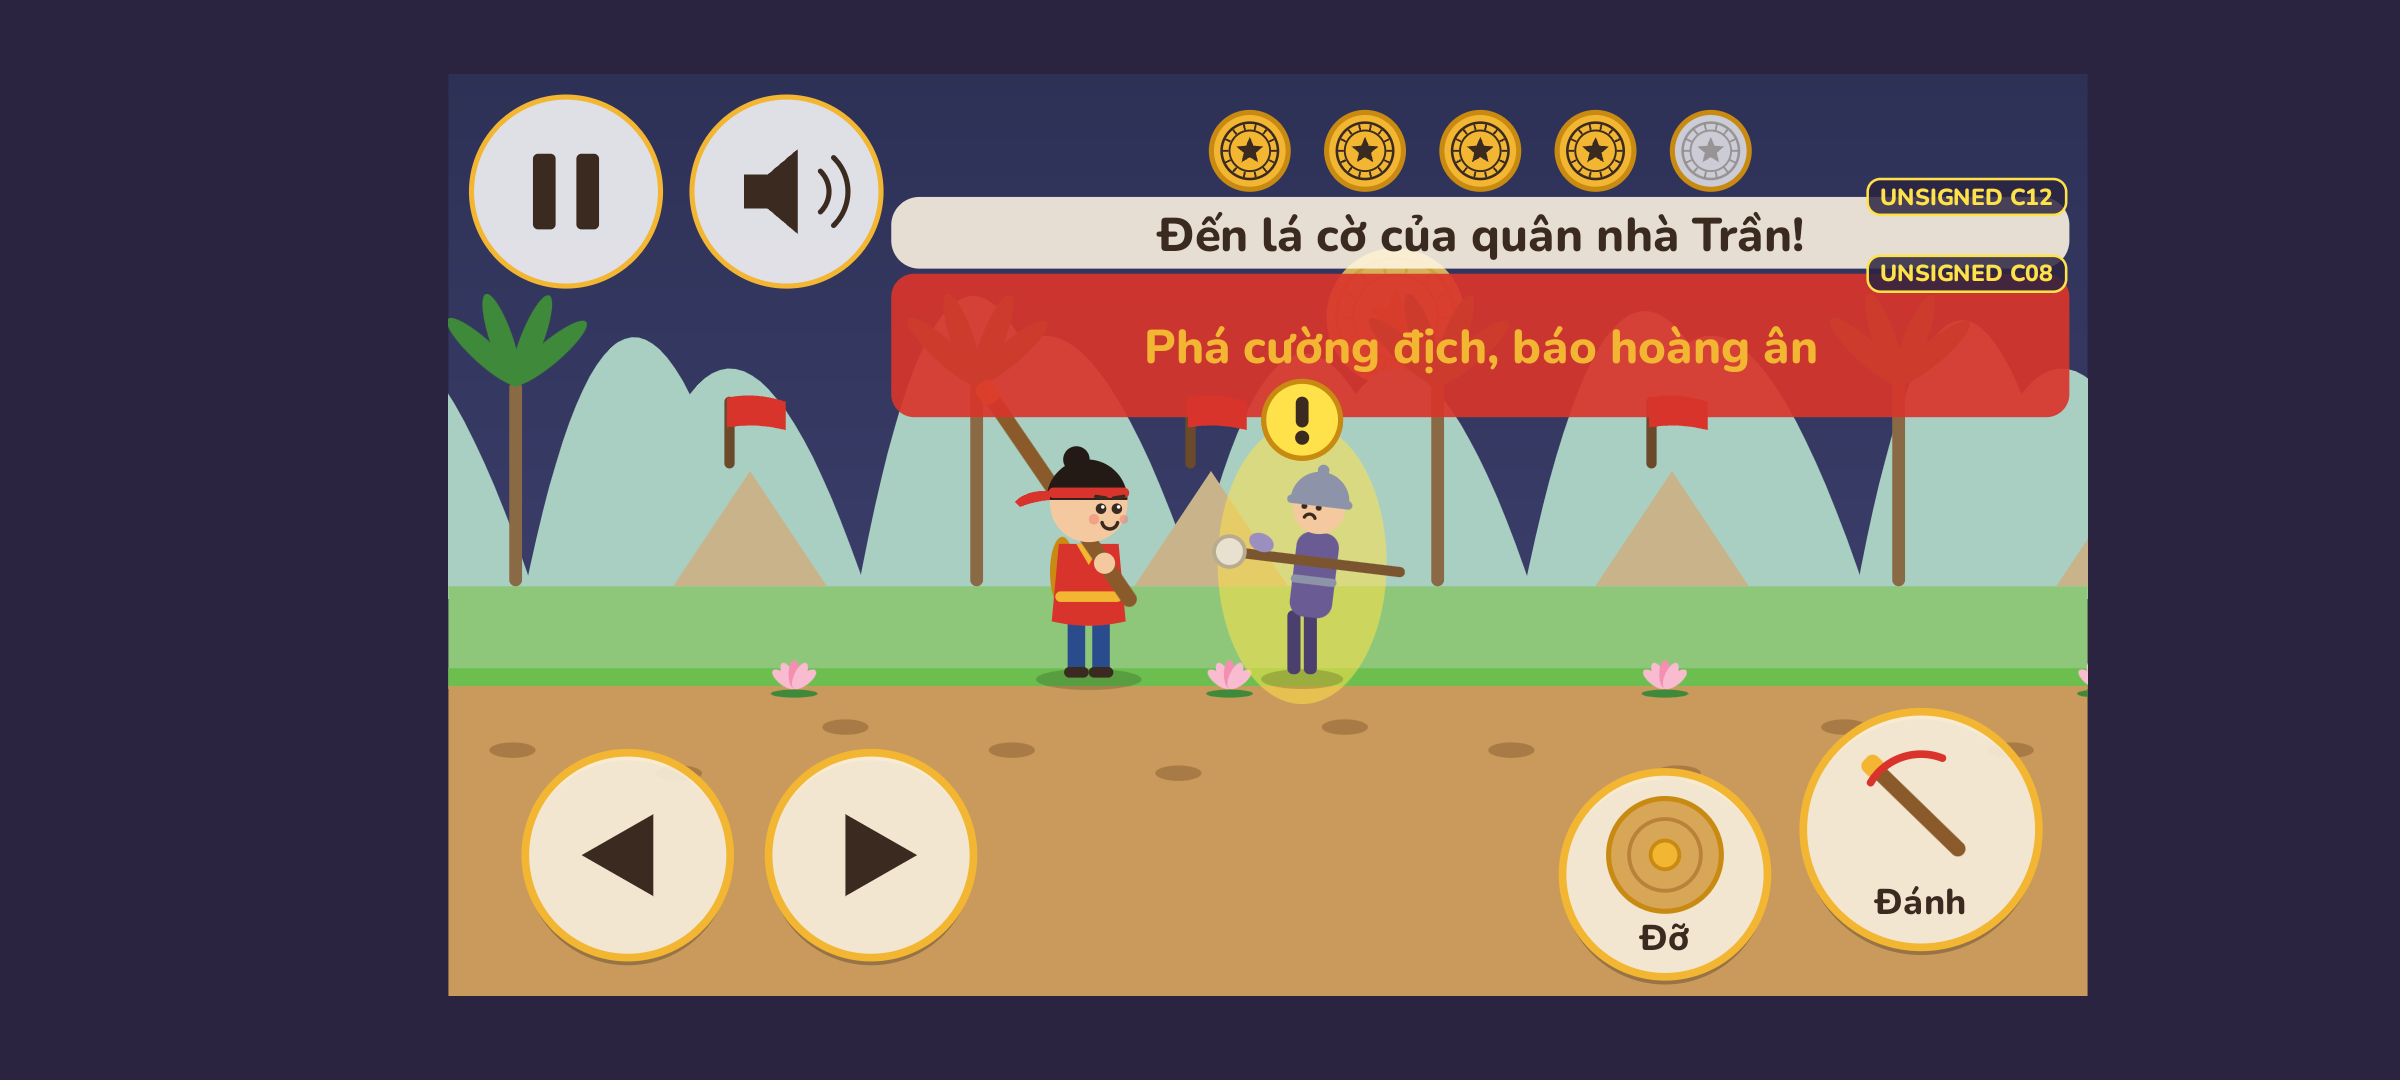 UNSIGNED C12
Đến lá cờ của quân nhà Trần!
UNSIGNED C08
Phá cường địch, báo hoàng ân
!
Đánh
Đỡ